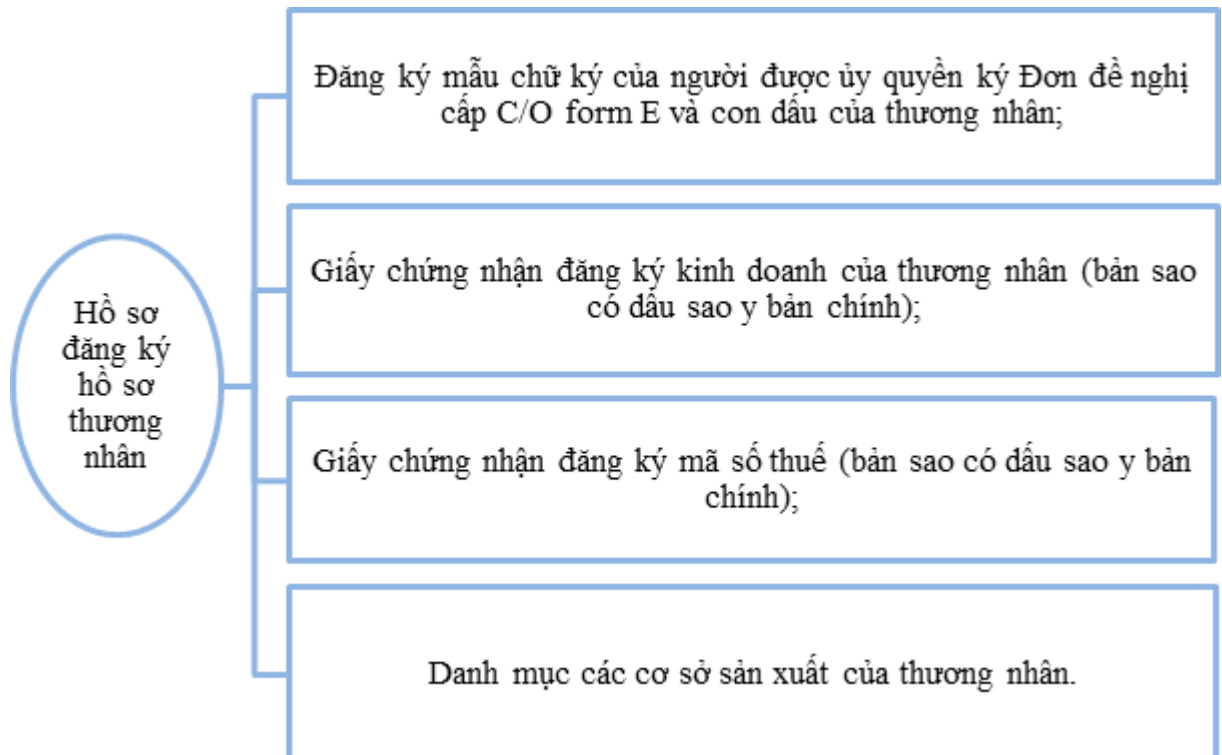 Đăng ký mẫu chữ ký của người được ủy quyền ký Đơn đề nghị
cấp C/O form E và con dấu của thương nhân;
Giấy chứng nhận đăng ký kinh doanh của thương nhân (bản sao
có dấu sao y bản chính);
Hồ sơ
đăng ký
hồ sơ
thương
nhân
Giấy chứng nhận đăng ký mã số thuế (bản sao có dấu sao y bản
chính);
Danh mục các cơ sở sản xuất của thương nhân.